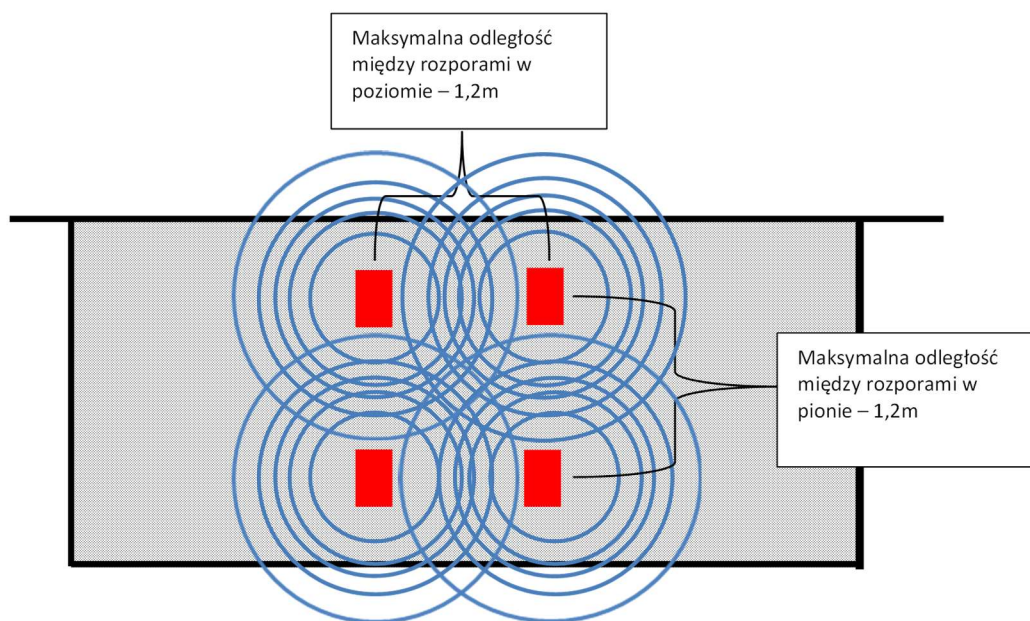 Maksymalna odległość
między rozporami w
poziomie – 1,2m
Maksymalna odległość
między rozporami w
pionie – 1,2m